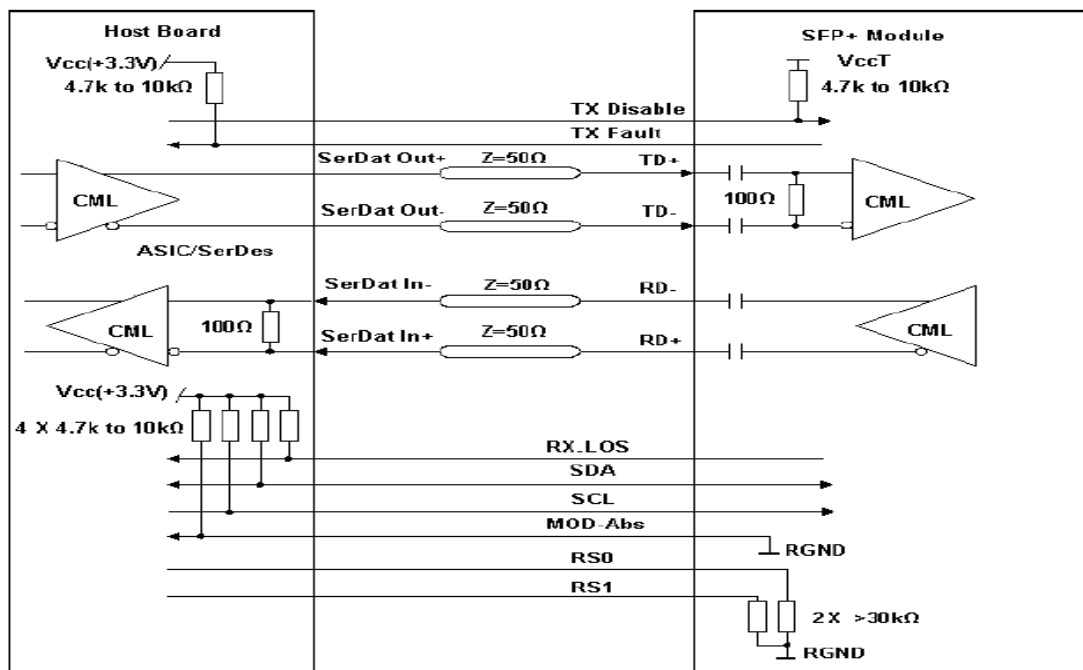 Host Board
SFP+ Module
Vcc(+3.3V)
4.7k to 10kΩ
VccT
4.7k to 10kΩ
TX Disable
TX Fault
SerDat Out+
Z=50Ω
TD+
CML
100Ω
CML
SerDat Out-
Z=50Ω
TD-
ASIC/SerDes
SerDat In-
Z=50Ω
RD-
CML
100Ω
SerDat In+
Z=50Ω
RD+
CML
Vcc(+3.3V)
4 X 4.7k to 10kΩ
RX_LOS
SDA
SCL
MOD-Abs
RGND
RS0
RS1
2X >30kΩ
RGND